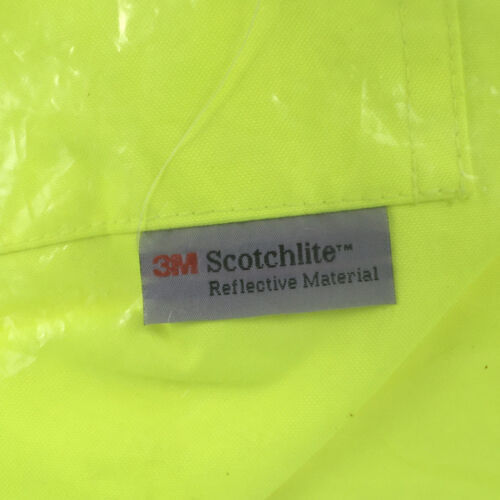 3M Scotchlite™
Reflective Material